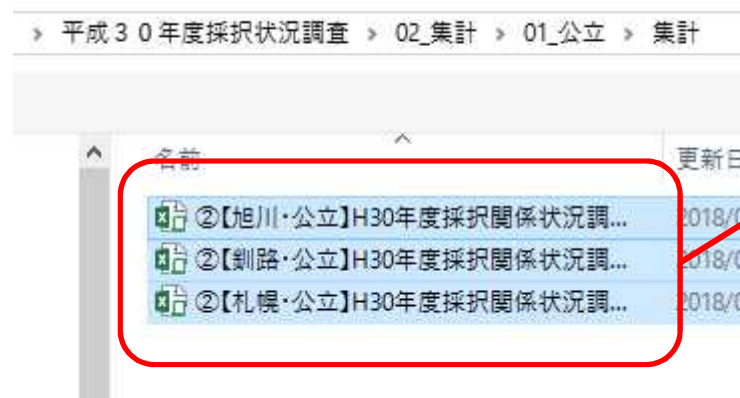 › 平成３０年度採択状況調査 › 02_集計 › 01_公立 › 集計
名前 更新日
②【旭川・公立】H30年度採択関係状況調... 2018/0
②【釧路・公立】H30年度採択関係状況調... 2018/0
②【札幌・公立】H30年度採択関係状況調... 2018/0